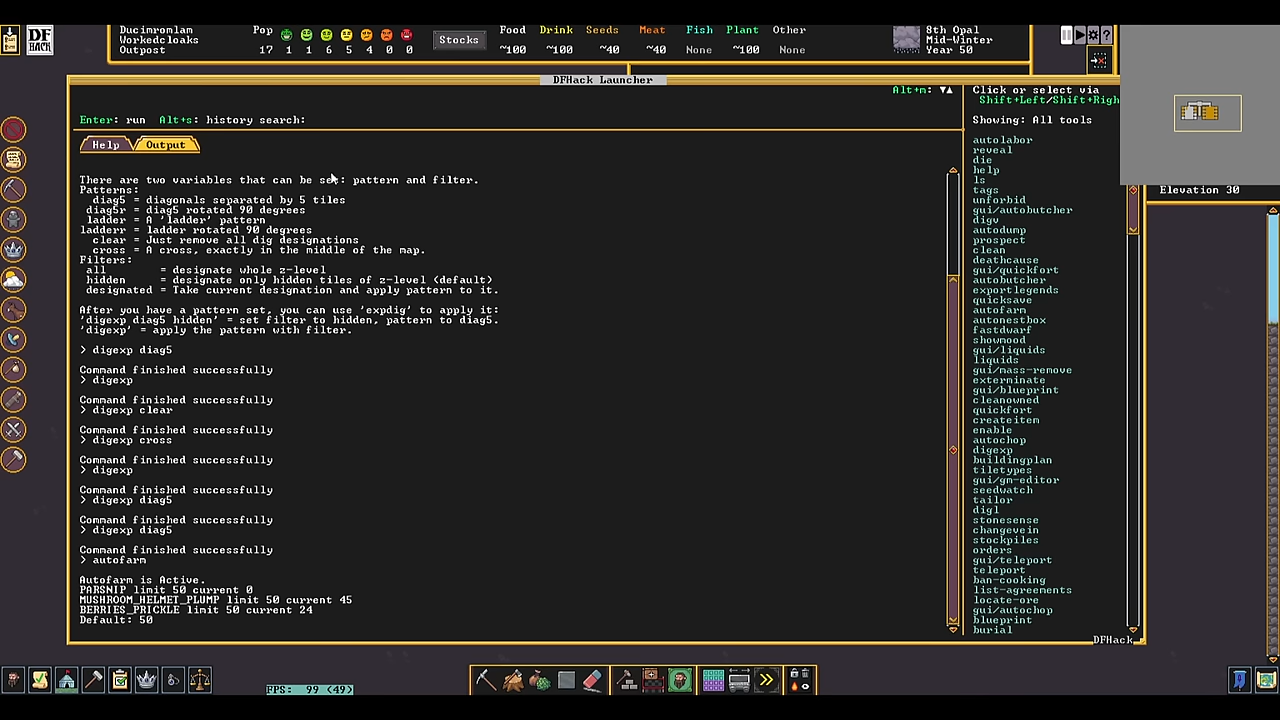 Ducimromlam
Workedcloaks
Outpost
Pop
17 1 1 6 5 4 0 0
Stocks
Food Drink Seeds Meat Fish Plant Other
~100 ~100 ~40 ~40 None ~100 None
8th Opal
Mid-Winter
Year 50
DF
HACK
DFHack Launcher
Alt+m:
Enter: run Alt+s: history search:
Help
Output
There are two variables that can be set: pattern and filter.
Patterns:
diag5 = diagonals separated by 5 tiles
diag5r = diag5 rotated 90 degrees
ladder = A 'ladder' pattern
ladderr = ladder rotated 90 degrees
clear = Just remove all dig designations
cross = A cross, exactly in the middle of the map.
Filters:
all = designate whole z-level
hidden = designate only hidden tiles of z-level (default)
designated = Take current designation and apply pattern to it.
After you have a pattern set, you can use 'expdig' to apply it:
'digexp diag5 hidden' = set filter to hidden, pattern to diag5.
'digexp' = apply the pattern with filter.
> digexp diag5
Command finished successfully
> digexp
Command finished successfully
> digexp clear
Command finished successfully
> digexp cross
Command finished successfully
> digexp
Command finished successfully
> digexp diag5
Command finished successfully
> digexp diag5
Command finished successfully
> autofarm
Autofarm is Active.
PARSNIP limit 50 current 0
MUSHROOM_HELMET_PLUMP limit 50 current 45
BERRIES_PRICKLE limit 50 current 24
Default: 50
Click or select via
Shift+Left/Shift+Righ
Showing: All tools
autolabor
reveal
die
help
ls
tags
unforbid
gui/autobutcher
digv
autodump
prospect
clean
deathcause
gui/quickfort
autobutcher
exportlegends
quicksave
autofarm
autonestbox
fastdwarf
showmood
gui/liquids
liquids
gui/mass-remove
exterminate
gui/blueprint
cleanowned
quickfort
createitem
enable
autochop
digexp
buildingplan
tiletypes
gui/gm-editor
seedwatch
tailor
digl
stonesense
changevein
stockpiles
orders
gui/teleport
teleport
ban-cooking
list-agreements
locate-ore
gui/autochop
blueprint
burial
DFHack
Elevation 30
FPS: 99 (49)